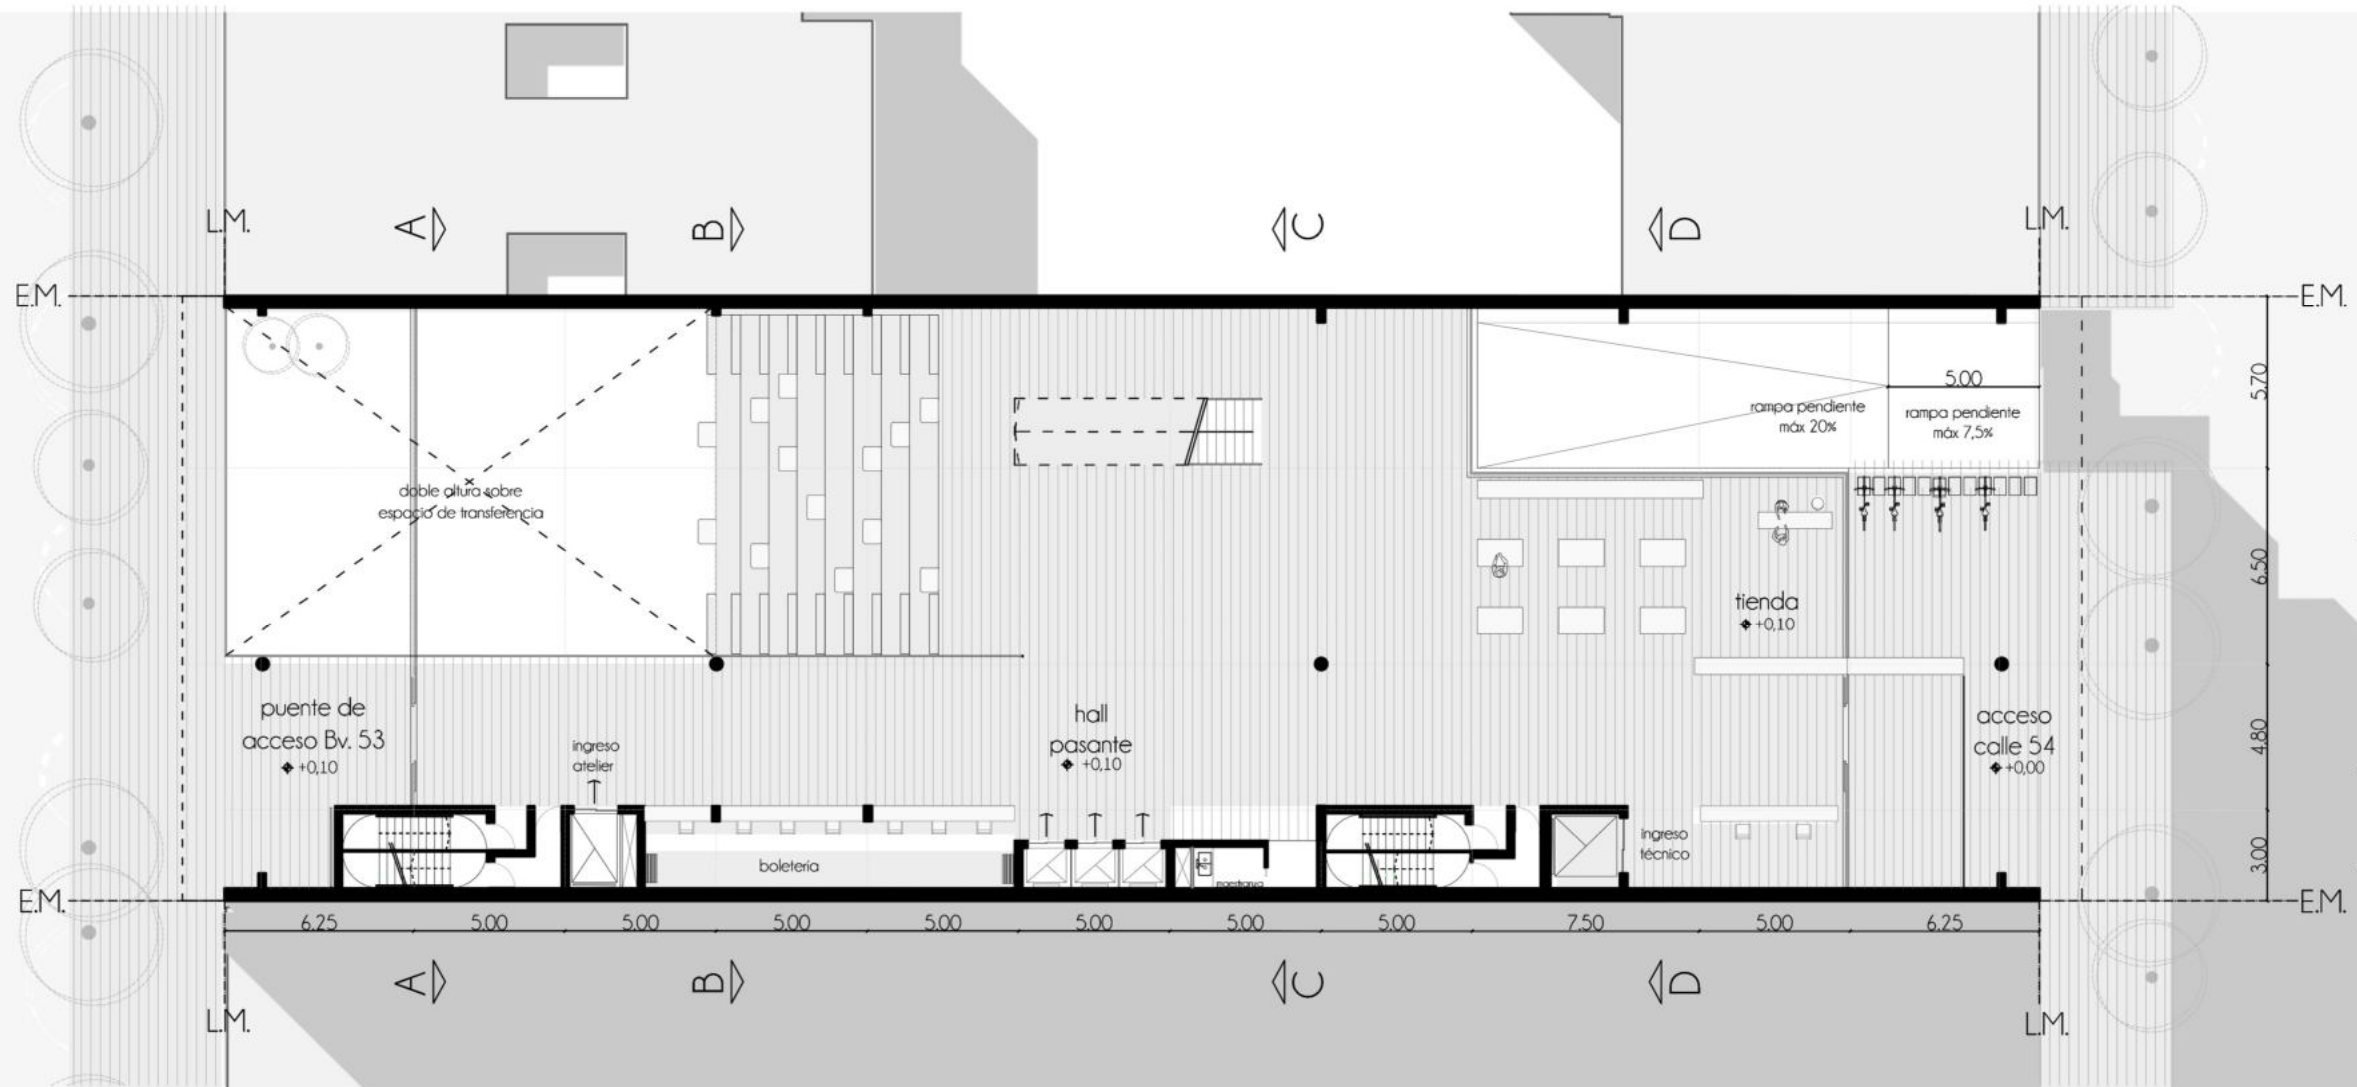 L.M.
A
B
C
D
L.M.
E.M.
E.M.
5.00
rampa pendiente
máx 20%
rampa pendiente
máx 7,5%
5.70
doble altura sobre
espacio de transferencia
6.50
tienda
+0,10
puente de
acceso Bv. 53
+0,10
ingreso
atelier
hall
pasante
+0,10
acceso
calle 54
+0,00
4.80
boletería
maestranza
ingreso
técnico
3.00
E.M.
E.M.
6.25
5.00
5.00
5.00
5.00
5.00
5.00
5.00
7.50
5.00
6.25
A
B
C
D
L.M.
L.M.